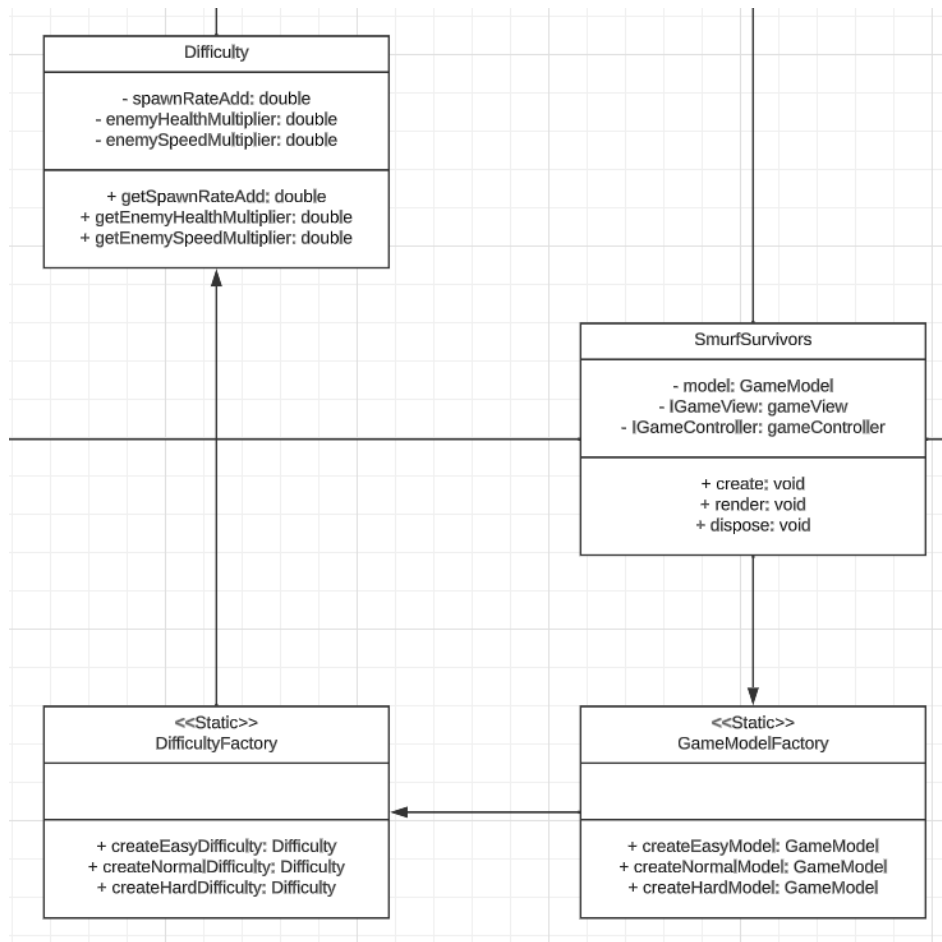 Difficulty
- spawnRateAdd: double
- enemyHealthMultiplier: double
- enemySpeedMultiplier: double
+ getSpawnRateAdd: double
+ getEnemyHealthMultiplier: double
+ getEnemySpeedMultiplier: double
SmurfSurvivors
- model: GameModel
- IGameView: gameView
- IGameController: gameController
+ create: void
+ render: void
+ dispose: void
<<Static>>
DifficultyFactory
+ createEasyDifficulty: Difficulty
+ createNormalDifficulty: Difficulty
+ createHardDifficulty: Difficulty
<<Static>>
GameModelFactory
+ createEasyModel: GameModel
+ createNormalModel: GameModel
+ createHardModel: GameModel